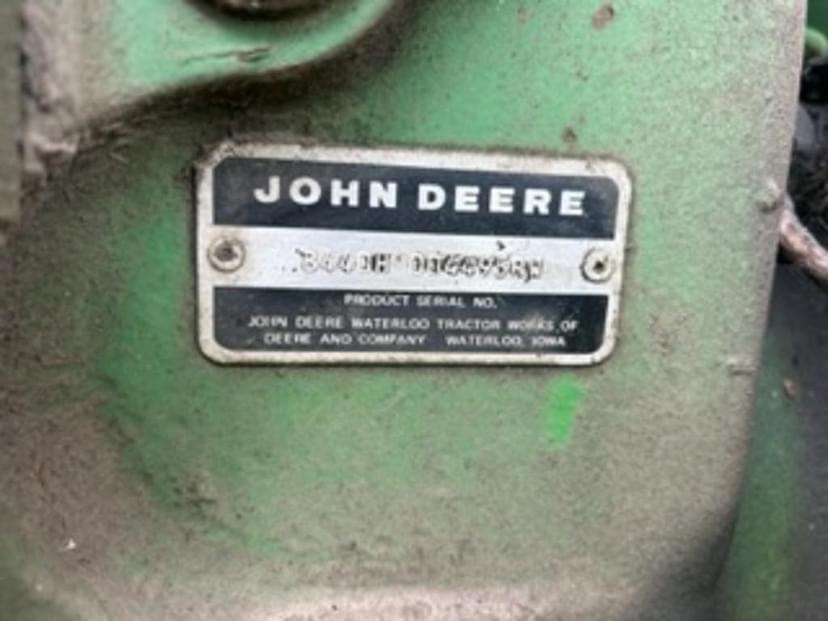 JOHN DEERE
PRODUCT SERIAL NO.
JOHN DEERE WATERLOO TRACTOR WORKS OF
DEERE AND COMPANY WATERLOO, IOWA